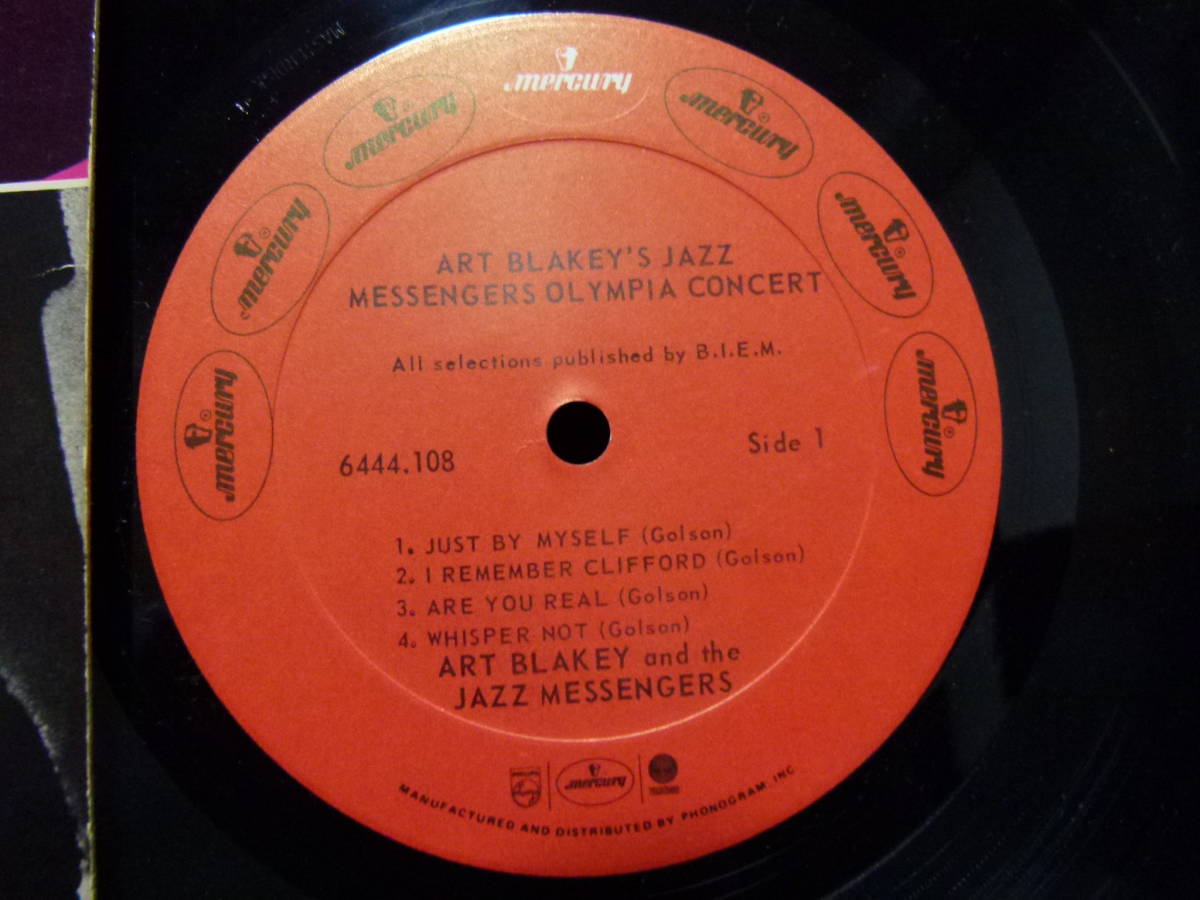 mercury
mercury
mercury
mercury
mercury
mercury
mercury
ART BLAKEY'S JAZZ
MESSENGERS OLYMPIA CONCERT
All selections published by B.I.E.M.
6444.108
Side 1
1. JUST BY MYSELF (Golson)
2. I REMEMBER CLIFFORD (Golson)
3. ARE YOU REAL (Golson)
4. WHISPER NOT (Golson)
ART BLAKEY and the
JAZZ MESSENGERS
PHILIPS
mercury
MANUFACTURED AND DISTRIBUTED BY PHONOGRAM, INC.